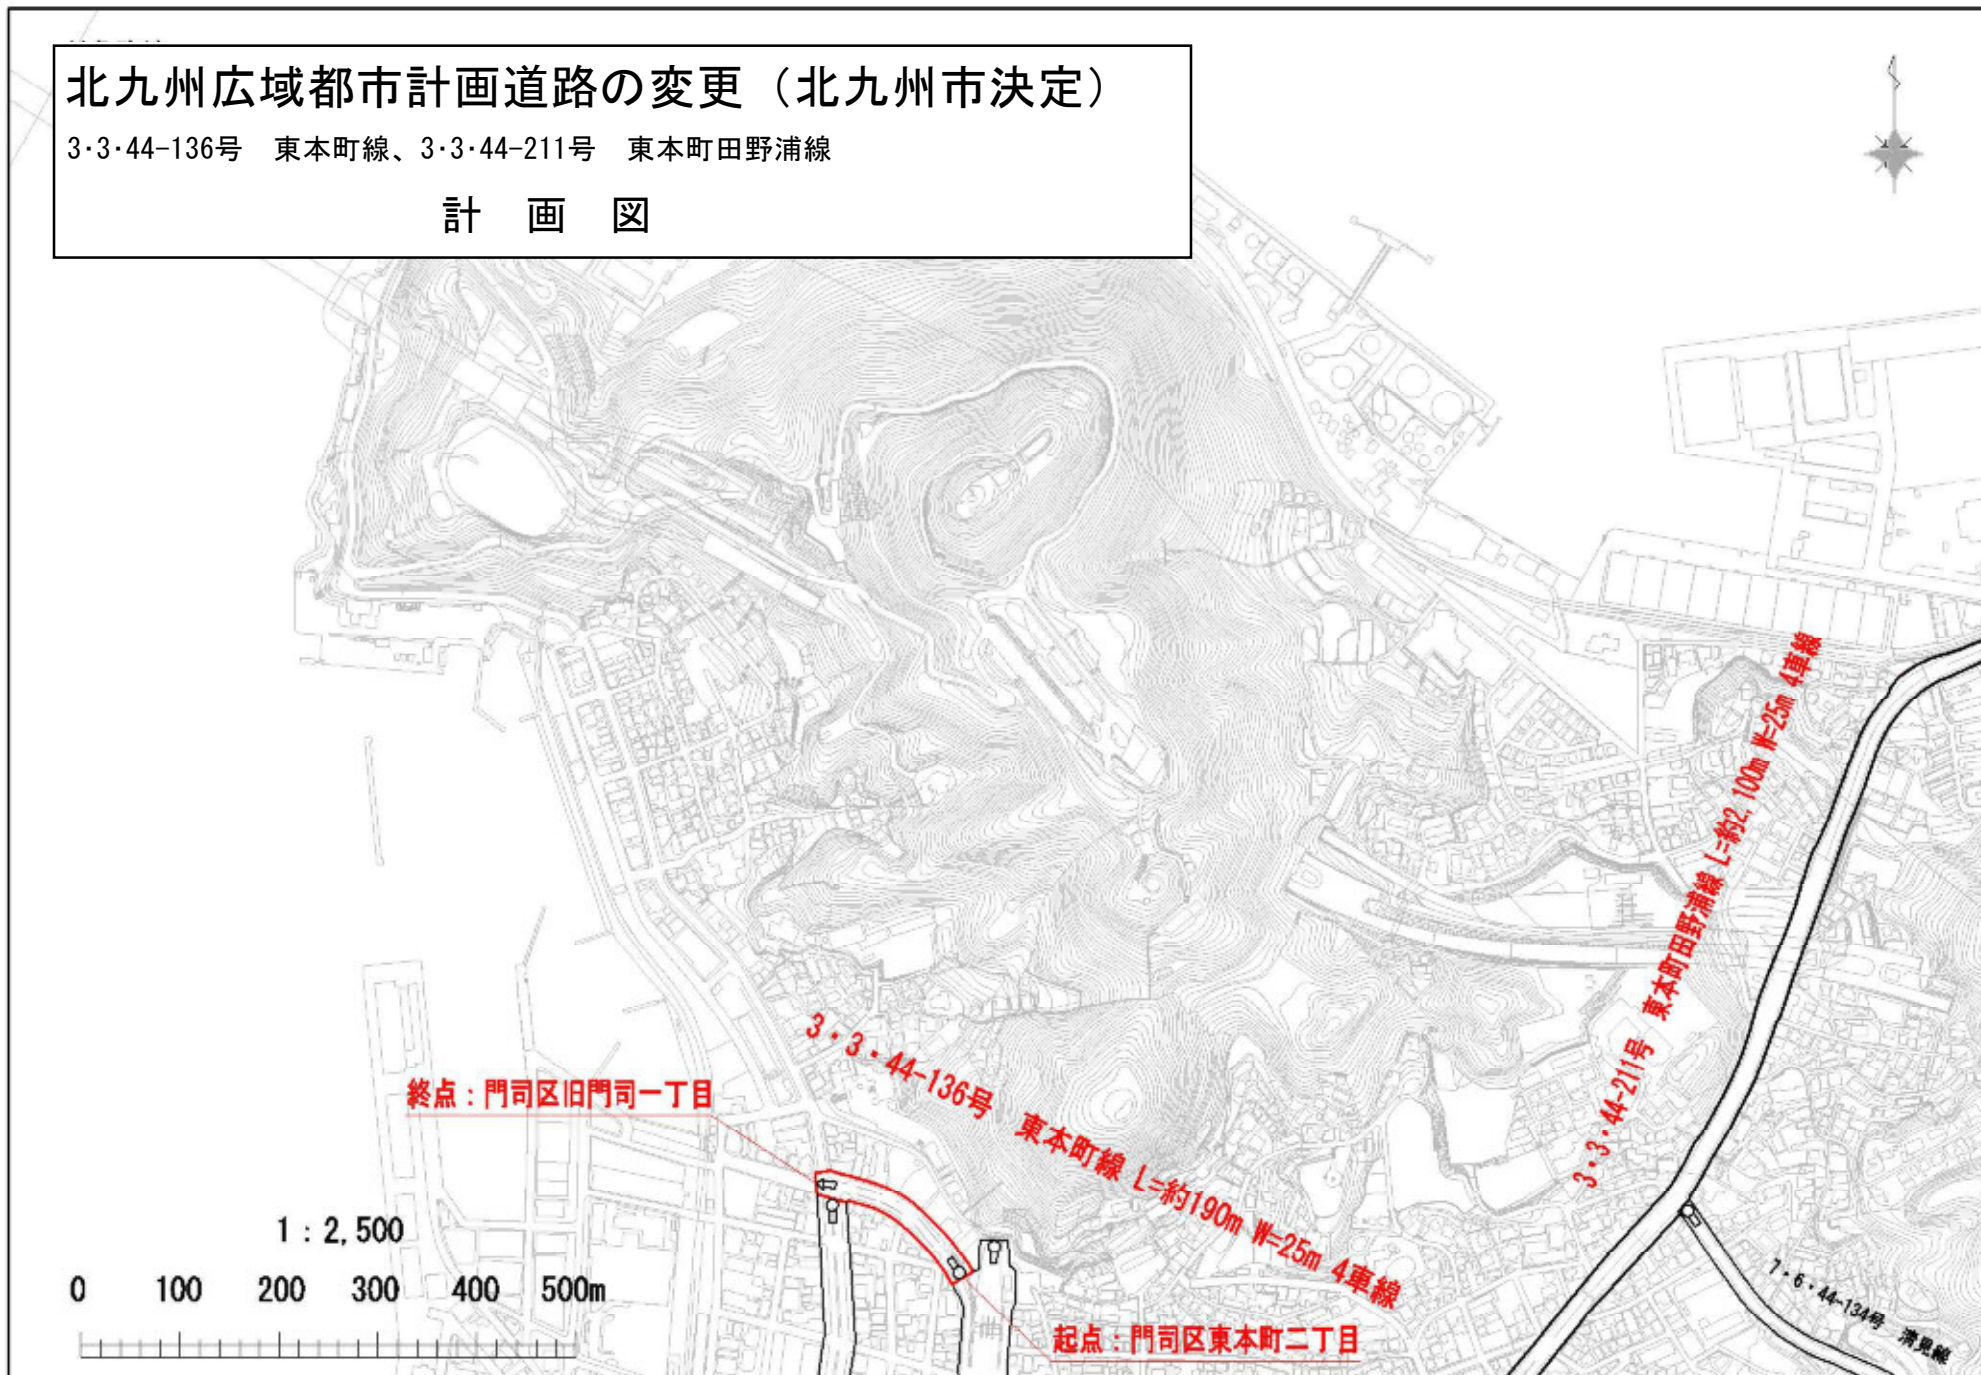 北九州広域都市計画道路の変更（北九州市決定）
3・3・44-136号　東本町線、3・3・44-211号　東本町田野浦線
計　画　図
3・3・44-211号　東本町田野浦線 L=約2,100m W=25m 4車線
3・3・44-136号　東本町線 L=約190m W=25m 4車線
終点：門司区旧門司一丁目
1：2,500
0 100 200 300 400 500m
起点：門司区東本町二丁目
7・6・44-134号　清見線